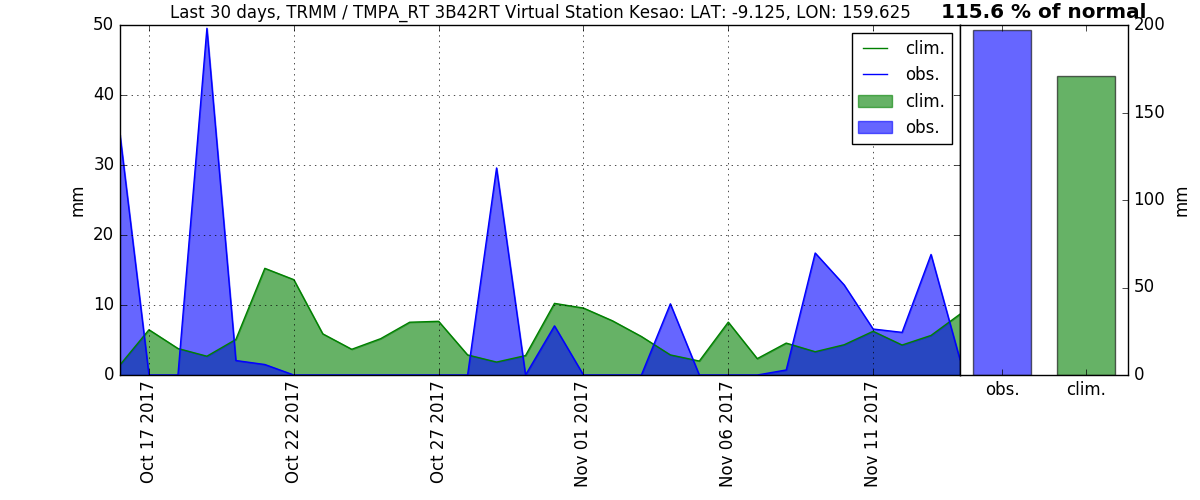 Last 30 days, TRMM / TMPA_RT 3B42RT Virtual Station Kesao: LAT: -9.125, LON: 159.625
115.6 % of normal
50
40
30
20
10
0
mm
clim.
obs.
clim.
obs.
200
150
100
50
0
mm
obs.
clim.
Oct 17 2017
Oct 22 2017
Oct 27 2017
Nov 01 2017
Nov 06 2017
Nov 11 2017